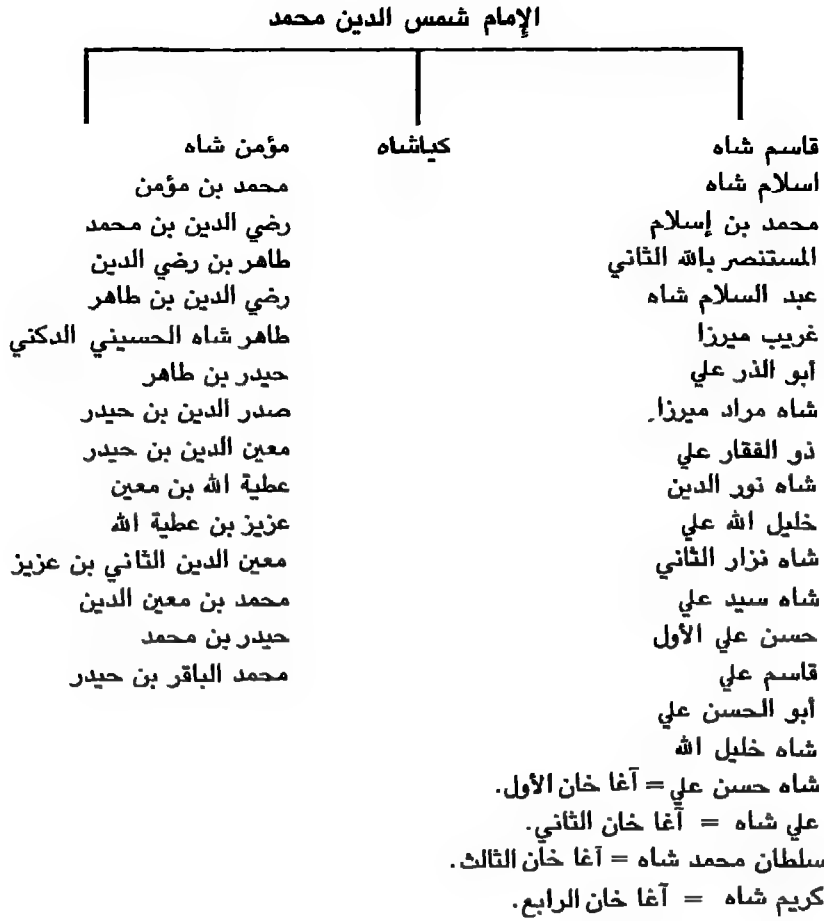 الإمام شمس الدين محمد
قاسم شاه
كياشاه
مؤمن شاه
اسلام شاه
محمد بن مؤمن
محمد بن إسلام
رضي الدين بن محمد
المستنصر بالله الثاني
طاهر بن رضي الدين
عبد السلام شاه
رضي الدين بن طاهر
غريب ميرزا
طاهر شاه الحسيني الدكني
أبو الذر علي
حيدر بن طاهر
شاه مراد ميرزا.
صدر الدين بن حيدر
ذو الفقار علي
معين الدين بن حيدر
شاه نور الدين
عطية الله بن معين
خليل الله علي
عزيز بن عطية الله
شاه نزار الثاني
معين الدين الثاني بن عزيز
شاه سيد علي
محمد بن معين الدين
حسن علي الأول
حيدر بن محمد
قاسم علي
محمد الباقر بن حيدر
أبو الحسن علي
شاه خليل الله
شاه حسن علي = آغا خان الأول.
علي شاه = آغا خان الثاني.
سلطان محمد شاه = آغا خان الثالث.
كريم شاه = آغا خان الرابع.